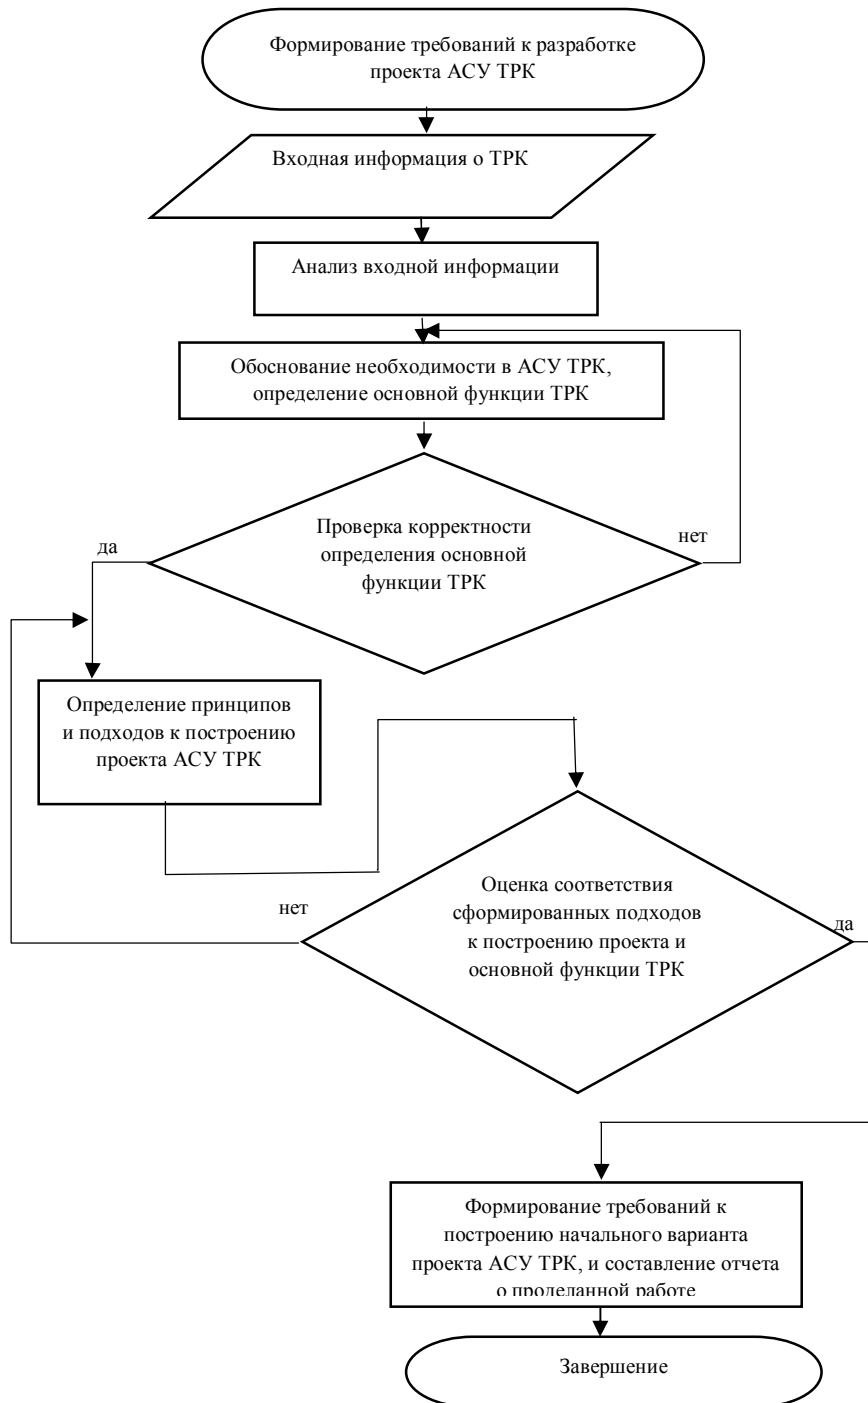 Формирование требований к разработке
проекта АСУ ТРК
Входная информация о ТРК
Анализ входной информации
Обоснование необходимости в АСУ ТРК,
определение основной функции ТРК
Проверка корректности
определения основной
функции ТРК
нет
да
Определение принципов
и подходов к построению
проекта АСУ ТРК
Оценка соответствия
сформированных подходов
к построению проекта и
основной функции ТРК
нет
да
Формирование требований к
построению начального варианта
проекта АСУ ТРК, и составление отчета
о проделанной работе
Завершение